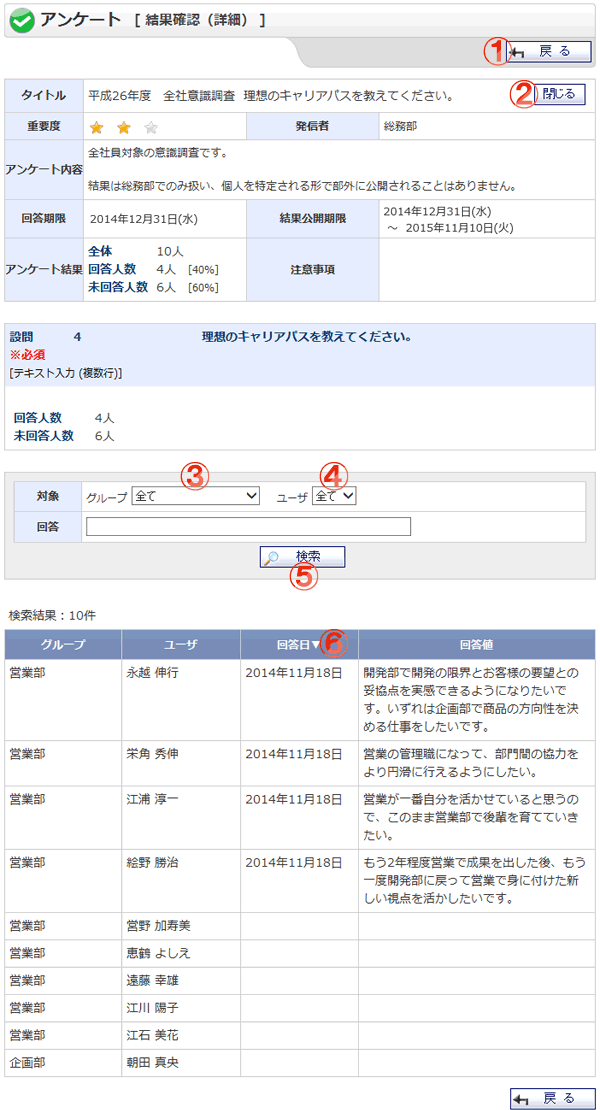 アンケート [ 結果確認（詳細） ]
① 戻 る
タイトル 平成26年度　全社意識調査　理想のキャリアパスを教えてください。 ② 閉じる
重要度 発信者 総務部
アンケート内容 全社員対象の意識調査です。
結果は総務部でのみ扱い、個人を特定される形で部外に公開されることはありません。
回答期限 2014年12月31日(水) 結果公開期限 2014年12月31日(水)
～ 2015年11月10日(火)
アンケート結果 全体 10人 注意事項
回答人数 4人 [40%]
未回答人数 6人 [60%]
設問 4 理想のキャリアパスを教えてください。
※必須
[テキスト入力 (複数行)]
回答人数 4人
未回答人数 6人
③ ④
対象 グループ 全て ユーザ 全て
回答
検索
⑤
検索結果：10件
グループ ユーザ 回答日▼ ⑥ 回答値
営業部 永越 伸行 2014年11月18日 開発部で開発の限界とお客様の要望との
妥協点を実感できるようになりたいで
す。いずれは企画部で商品の方向性を決
める仕事をしたいです。
営業部 栄角 秀伸 2014年11月18日 営業の管理職になって、部門間の協力を
より円滑に行えるようにしたい。
営業部 江浦 淳一 2014年11月18日 営業が一番自分を活かせていると思うの
で、このまま営業部で後輩を育てていき
たい。
営業部 絵野 勝治 2014年11月18日 もう2年程度営業で成果を出した後、もう
一度開発部に戻って営業で身に付けた新
しい視点を活かしたいです。
営業部 営野 加寿美
営業部 恵鶴 よしえ
営業部 遠藤 幸雄
営業部 江川 陽子
営業部 江石 美花
企画部 朝田 真央
戻 る